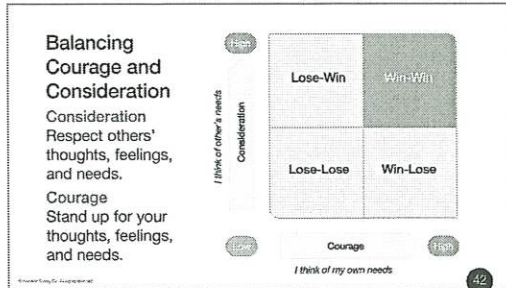 Balancing
Courage and
Consideration
Consideration
Respect others'
thoughts, feelings,
and needs.
Courage
Stand up for your
thoughts, feelings,
and needs.
High
I think of other's needs
Consideration
Lose-Win
Win-Win
Lose-Lose
Win-Lose
Low
Courage
High
I think of my own needs
42